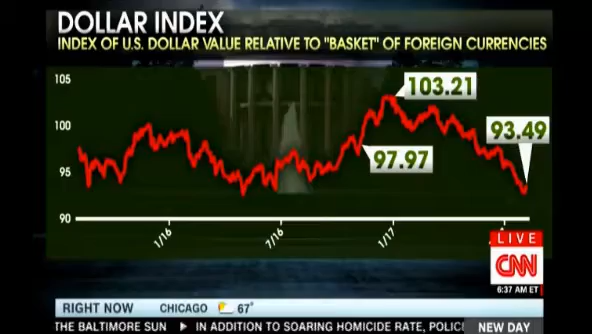 DOLLAR INDEX
INDEX OF U.S. DOLLAR VALUE RELATIVE TO "BASKET" OF FOREIGN CURRENCIES
105
103.21
100
93.49
97.97
95
90
1/16
7/16
1/17
LIVE
CNN
6:37 AM ET
RIGHT NOW CHICAGO 67°
THE BALTIMORE SUN ▶ IN ADDITION TO SOARING HOMICIDE RATE, POLIC
NEW DAY